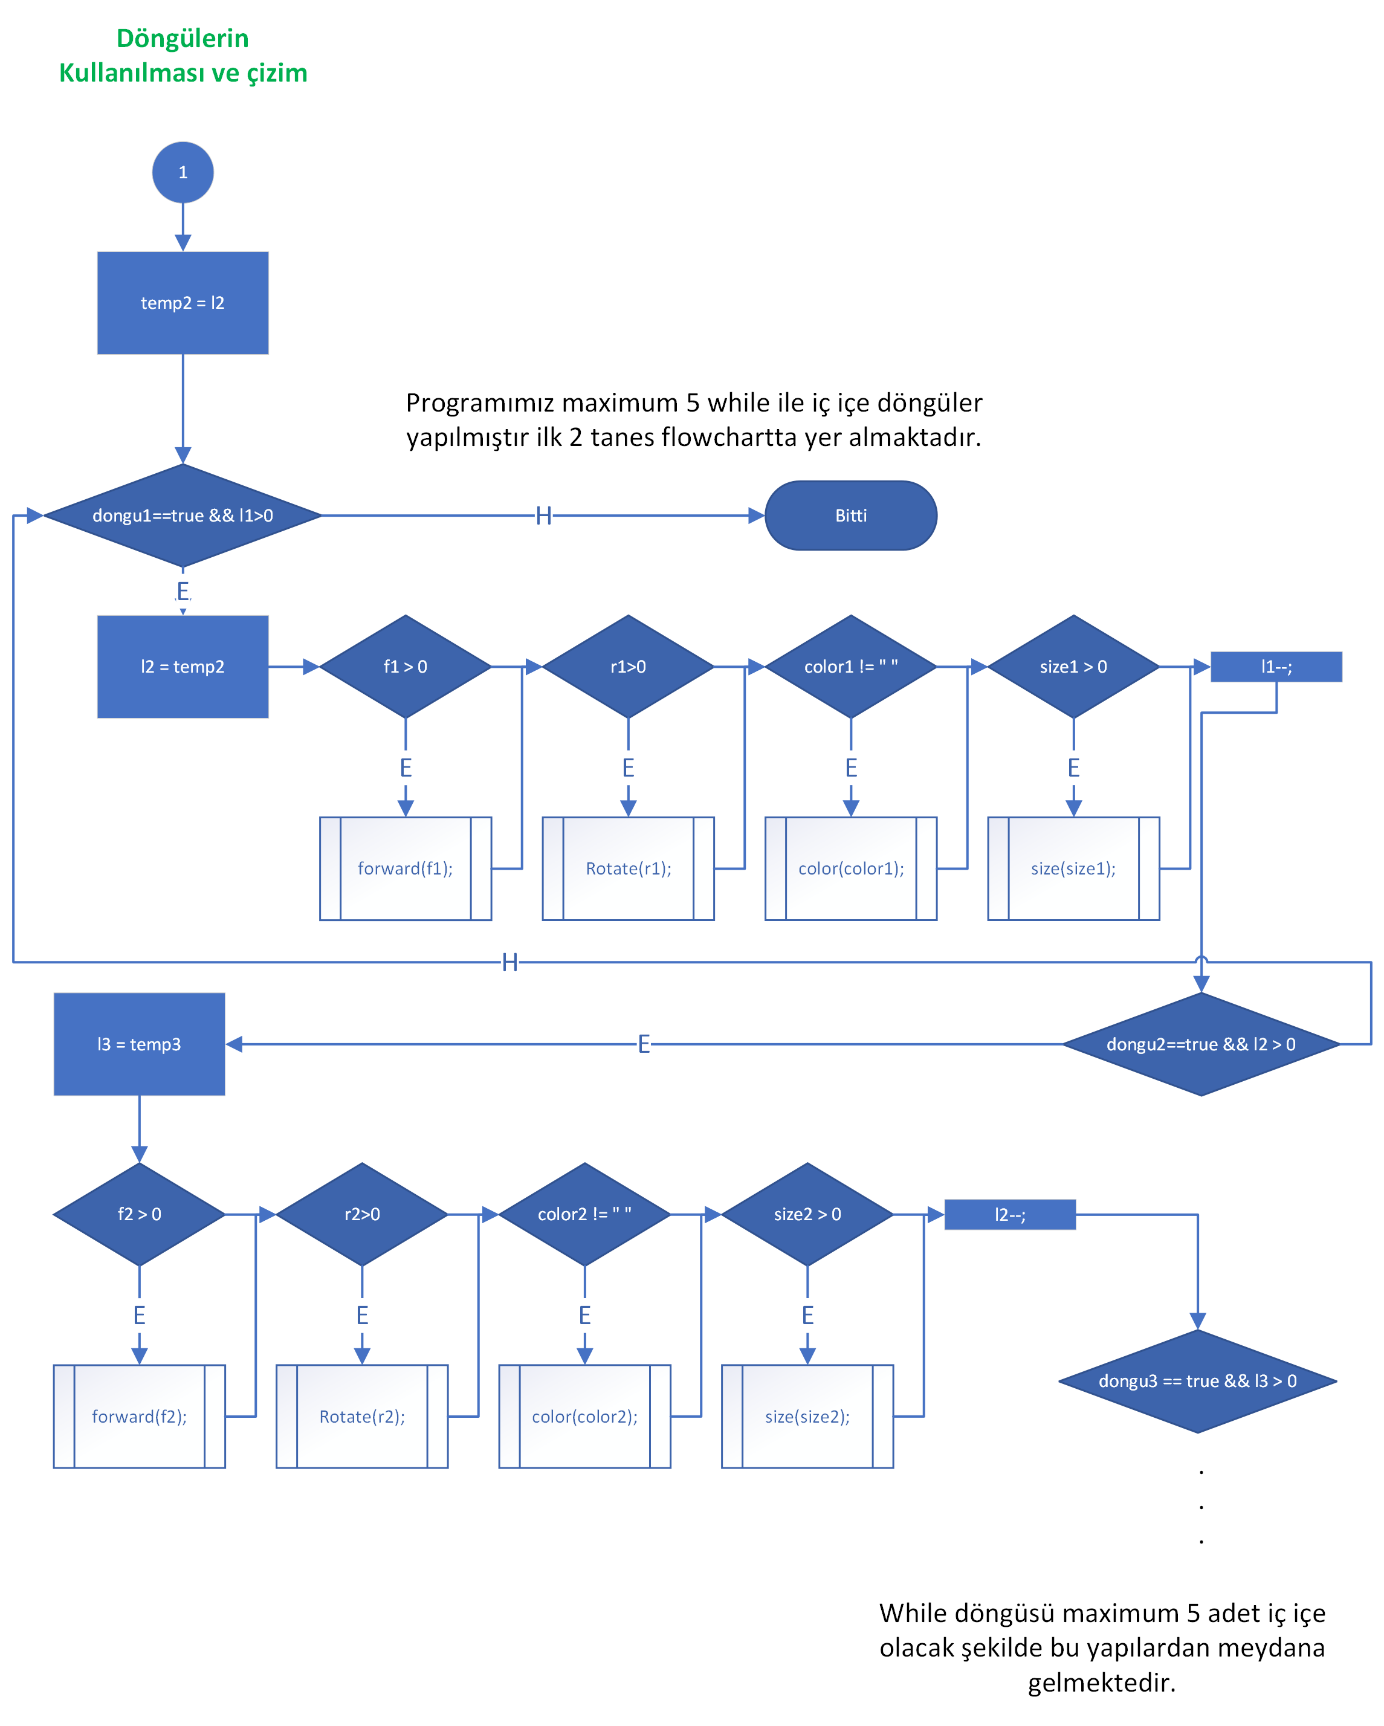 Döngülerin
Kullanılması ve çizim
1
temp2 = l2
Programımız maximum 5 while ile iç içe döngüler
yapılmıştır ilk 2 tanes flowchartta yer almaktadır.
dongu1==true && l1>0
H
Bitti
E
l2 = temp2
f1 > 0
r1>0
color1 != " "
size1 > 0
l1--;
E
E
E
E
forward(f1);
Rotate(r1);
color(color1);
size(size1);
H
l3 = temp3
E
dongu2==true && l2 > 0
f2 > 0
r2>0
color2 != " "
size2 > 0
l2--;
E
E
E
E
dongu3 == true && l3 > 0
forward(f2);
Rotate(r2);
color(color2);
size(size2);
.
.
.
While döngüsü maximum 5 adet iç içe
olacak şekilde bu yapılardan meydana
gelmektedir.